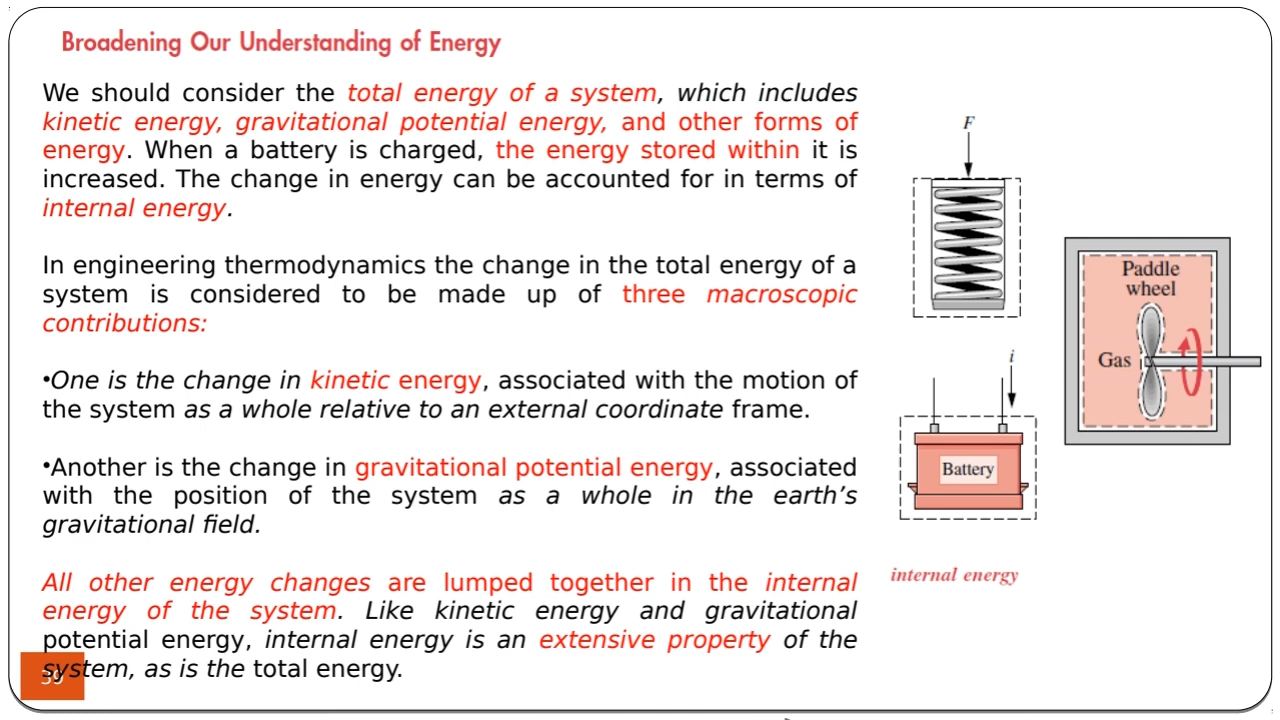 Broadening Our Understanding of Energy
We should consider the total energy of a system, which includes
kinetic energy, gravitational potential energy, and other forms of
energy. When a battery is charged, the energy stored within it is
increased. The change in energy can be accounted for in terms of
internal energy.
In engineering thermodynamics the change in the total energy of a
system is considered to be made up of three macroscopic
contributions:
•One is the change in kinetic energy, associated with the motion of
the system as a whole relative to an external coordinate frame.
•Another is the change in gravitational potential energy, associated
with the position of the system as a whole in the earth’s
gravitational field.
All other energy changes are lumped together in the internal
energy of the system. Like kinetic energy and gravitational
potential energy, internal energy is an extensive property of the
system, as is the total energy.
F
Paddle
wheel
Gas
i
Battery
internal energy